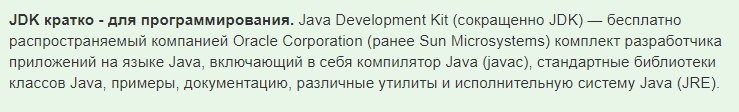 JDK кратко - для программирования. Java Development Kit (сокращенно JDK) — бесплатно
распространяемый компанией Oracle Corporation (ранее Sun Microsystems) комплект разработчика
приложений на языке Java, включающий в себя компилятор Java (javac), стандартные библиотеки
классов Java, примеры, документацию, различные утилиты и исполнительную систему Java (JRE).